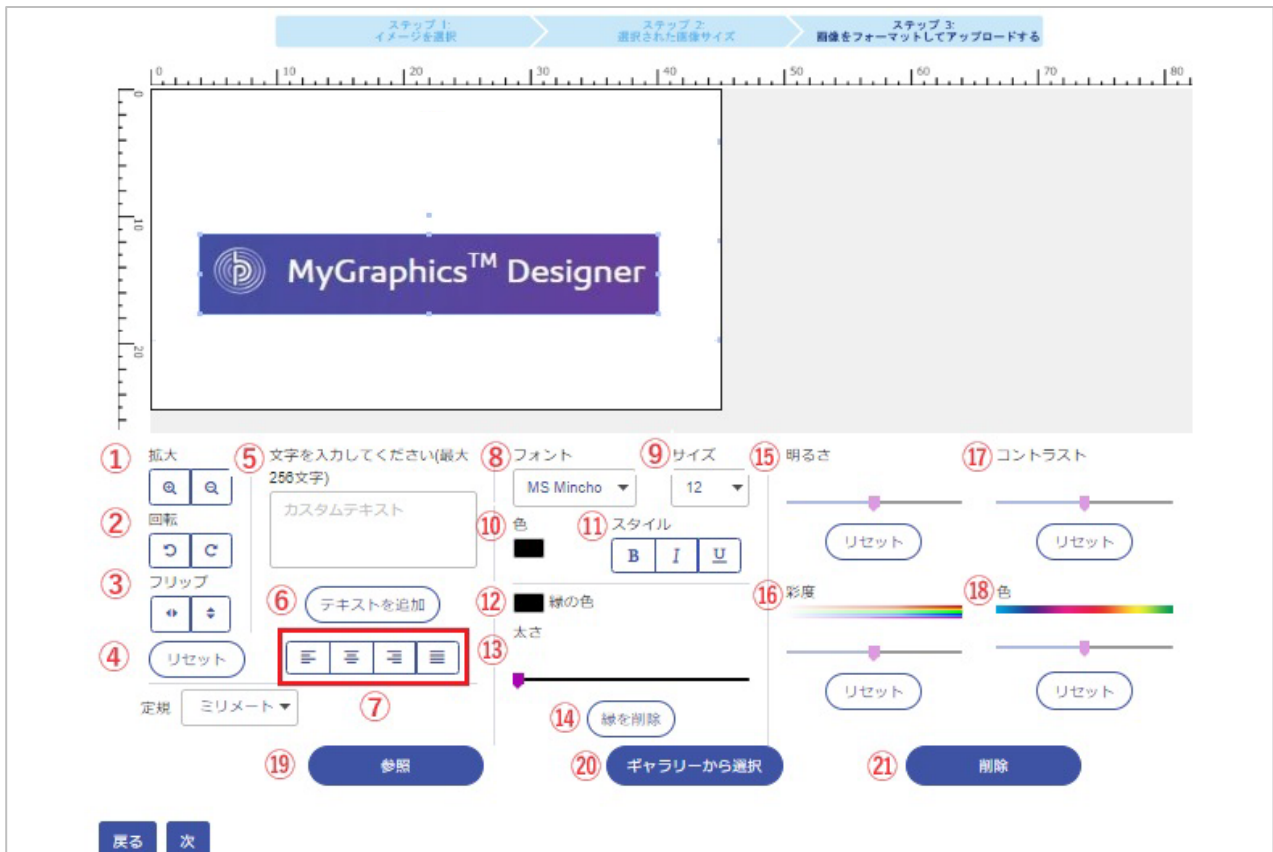 ステップ 1:
イメージを選択
ステップ 2:
選択された画像サイズ
ステップ 3:
画像をフォーマットしてアップロードする
0 10 20 30 40 50 60 70 80
0
10
20
MyGraphics™ Designer
① 拡大
② 回転
③ フリップ
④ リセット
定規 ミリメート
⑤ 文字を入力してください(最大
256文字)
カスタムテキスト
⑥ テキストを追加
⑦
⑧ フォント
MS Mincho
⑨ サイズ
12
⑩ 色
⑪ スタイル
B I U
⑫ 縁の色
太さ
⑬
⑭ 縁を削除
⑮ 明るさ
リセット
⑯ 彩度
リセット
⑰ コントラスト
リセット
⑱ 色
リセット
⑲ 参照
⑳ ギャラリーから選択
㉑ 削除
戻る 次